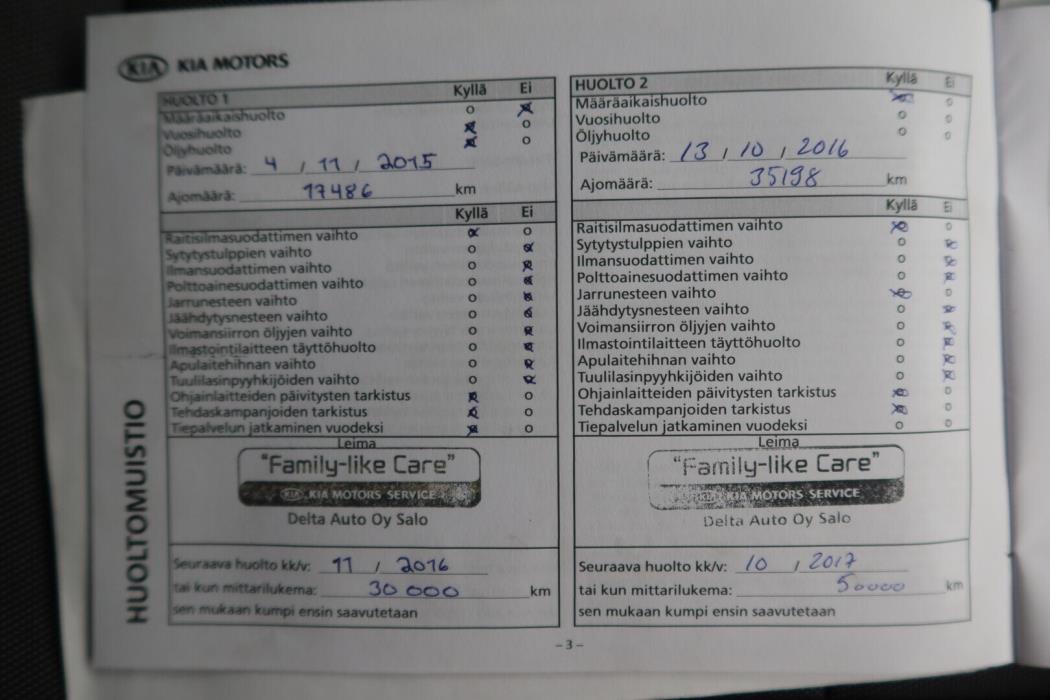 KIA KIA MOTORS
HUOLTO 1 Kyllä Ei
Määräaikaishuolto
Vuosihuolto
Öljyhuolto
Päivämäärä: 4 / 11 / 2015
Ajomäärä: 17486 km
Kyllä Ei
Raitisilmasuodattimen vaihto
Sytytystulppien vaihto
Ilmansuodattimen vaihto
Polttoainesuodattimen vaihto
Jarrunesteen vaihto
Jäähdytysnesteen vaihto
Voimansiirron öljyjen vaihto
Ilmastointilaitteen täyttöhuolto
Apulaitehihnan vaihto
Tuulilasinpyyhkijöiden vaihto
Ohjainlaitteiden päivitysten tarkistus
Tehdaskampanjoiden tarkistus
Tiepalvelun jatkaminen vuodeksi
Leima
"Family-like Care"
KIA KIA MOTORS SERVICE
Delta Auto Oy Salo
Seuraava huolto kk/v: 11 / 2016
tai kun mittarilukema: 30 000 km
sen mukaan kumpi ensin saavutetaan
HUOLTO 2 Kyllä Ei
Määräaikaishuolto
Vuosihuolto
Öljyhuolto
Päivämäärä: 13 / 10 / 2016
Ajomäärä: 35198 km
Kyllä Ei
Raitisilmasuodattimen vaihto
Sytytystulppien vaihto
Ilmansuodattimen vaihto
Polttoainesuodattimen vaihto
Jarrunesteen vaihto
Jäähdytysnesteen vaihto
Voimansiirron öljyjen vaihto
Ilmastointilaitteen täyttöhuolto
Apulaitehihnan vaihto
Tuulilasinpyyhkijöiden vaihto
Ohjainlaitteiden päivitysten tarkistus
Tehdaskampanjoiden tarkistus
Tiepalvelun jatkaminen vuodeksi
Leima
"Family-like Care"
KIA KIA MOTORS SERVICE
Delta Auto Oy Salo
Seuraava huolto kk/v: 10 / 2017
tai kun mittarilukema: 50000 km
sen mukaan kumpi ensin saavutetaan
HUOLTOMUISTIO
– 3 –